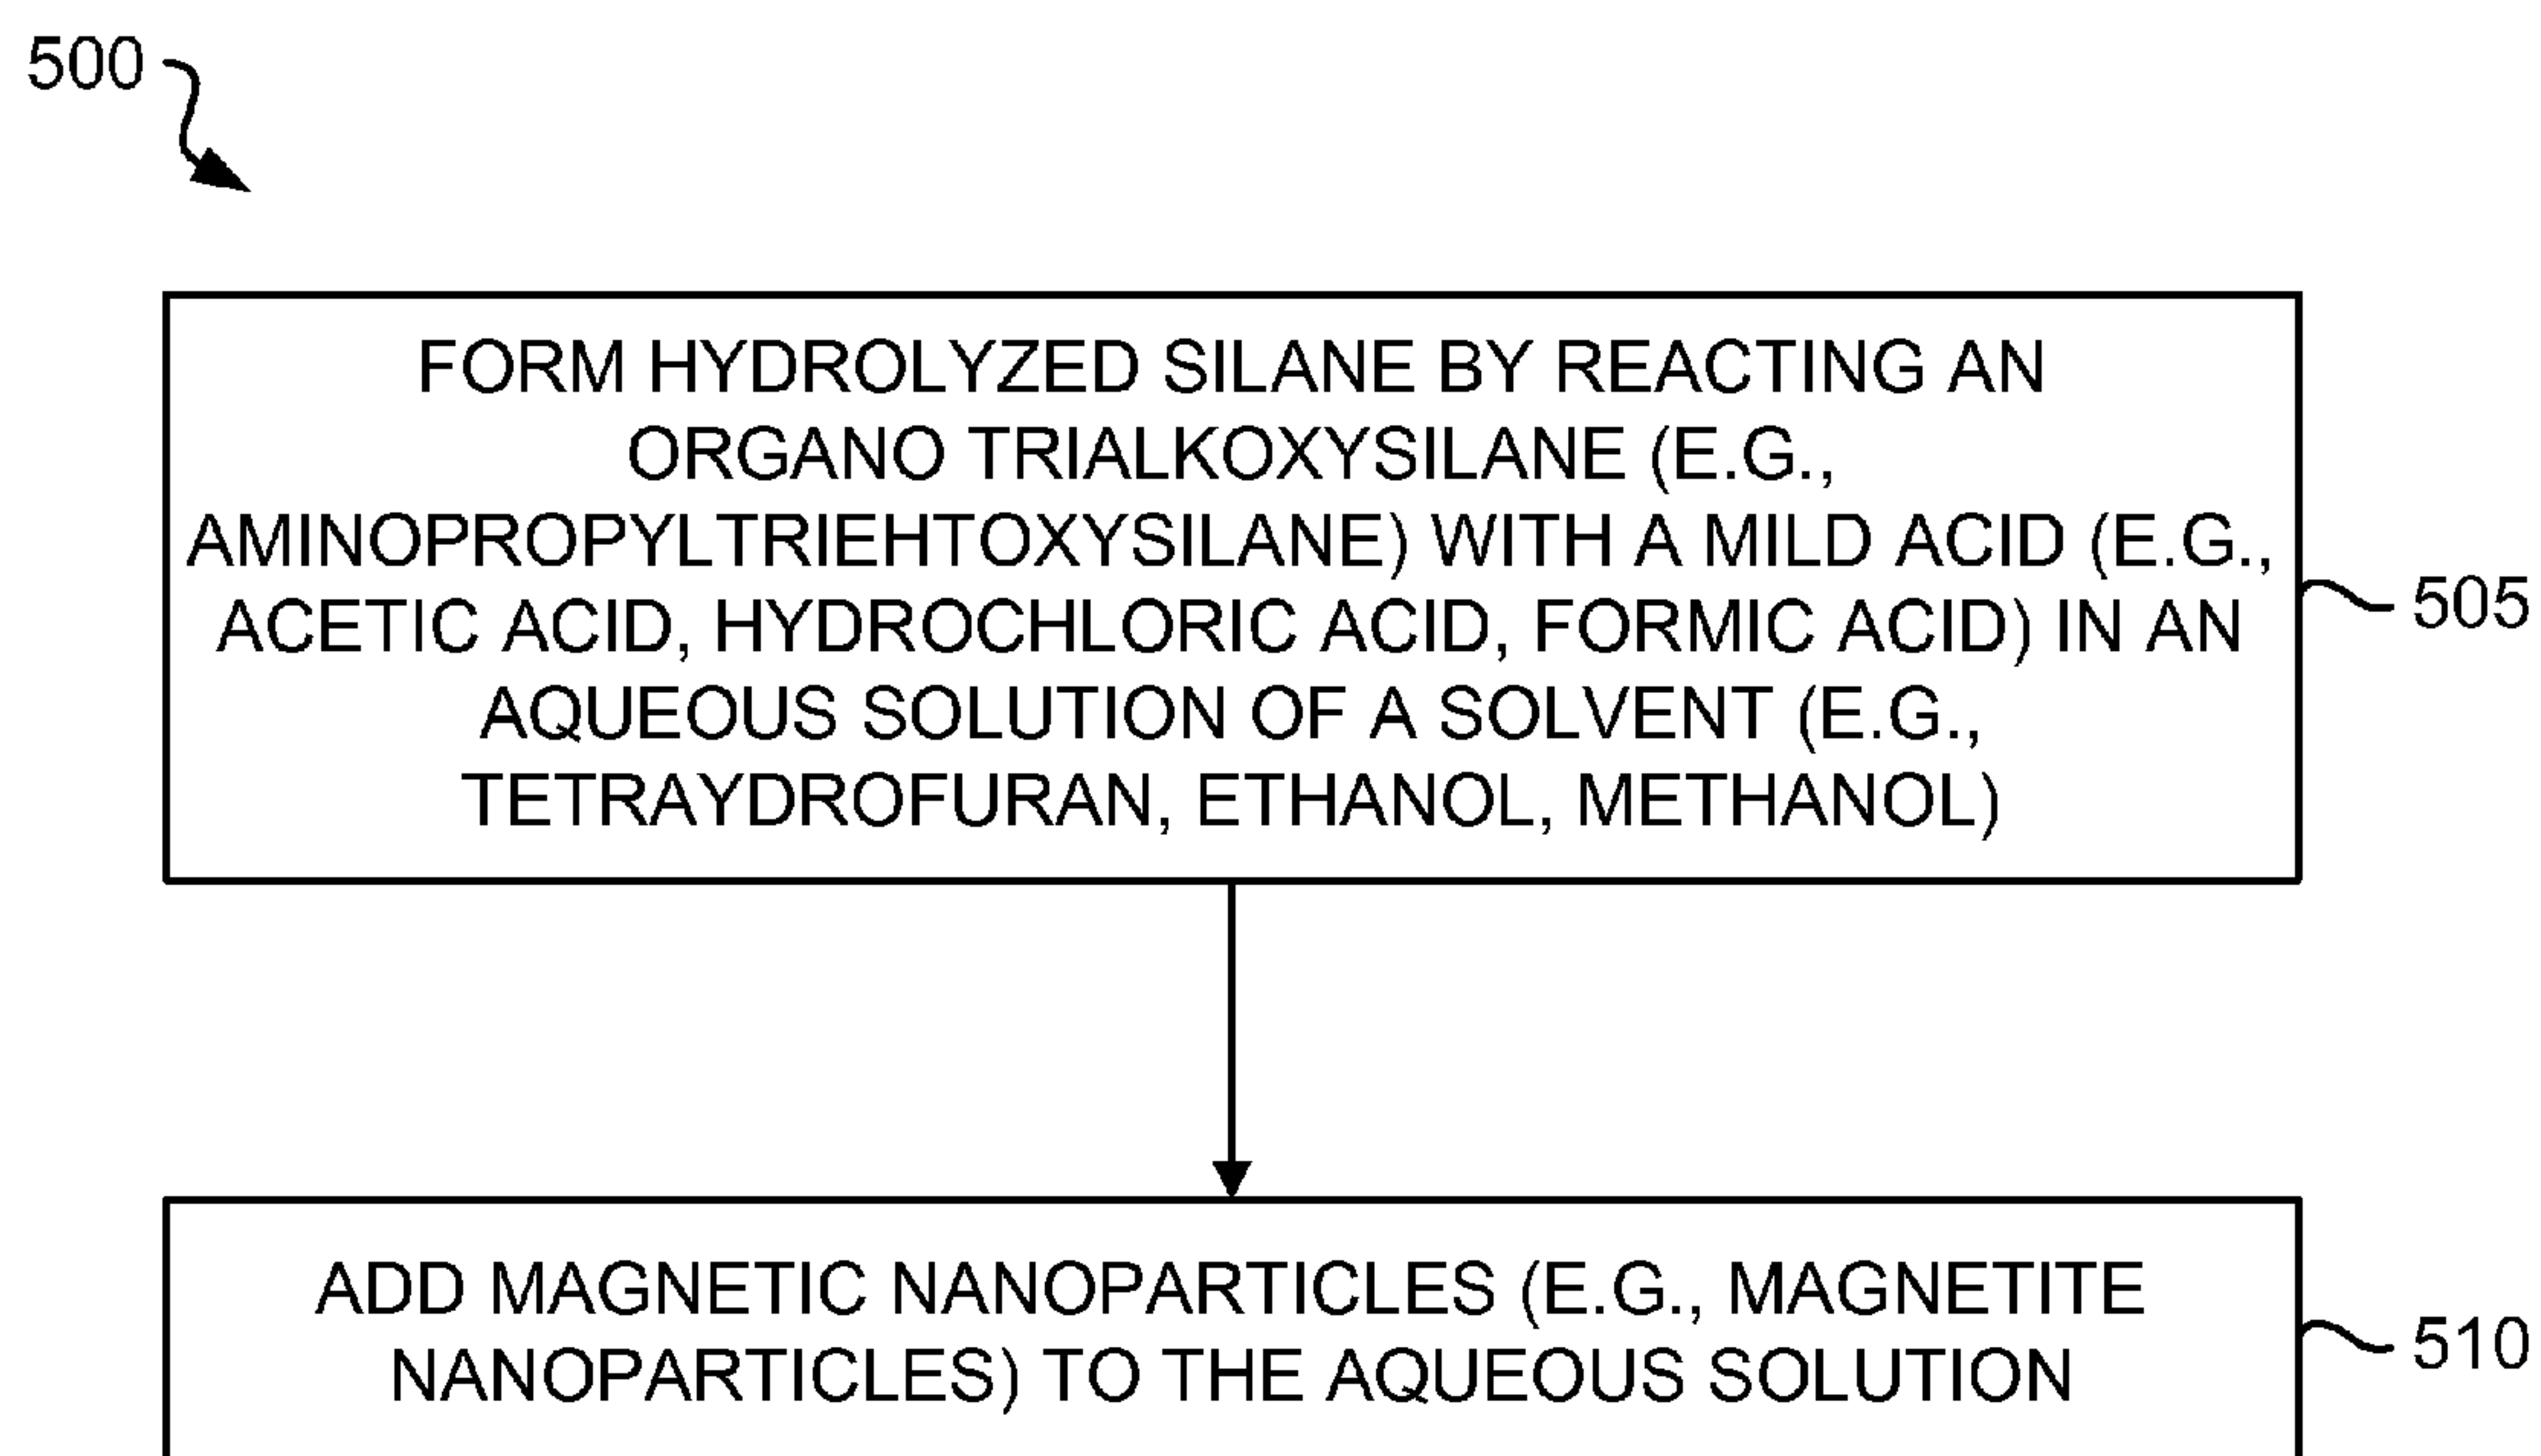 500
FORM HYDROLYZED SILANE BY REACTING AN
ORGANO TRIALKOXYSILANE (E.G.,
AMINOPROPYLTRIEHTOXYSILANE) WITH A MILD ACID (E.G.,
ACETIC ACID, HYDROCHLORIC ACID, FORMIC ACID) IN AN
AQUEOUS SOLUTION OF A SOLVENT (E.G.,
TETRAYDROFURAN, ETHANOL, METHANOL)
505
ADD MAGNETIC NANOPARTICLES (E.G., MAGNETITE
NANOPARTICLES) TO THE AQUEOUS SOLUTION
510